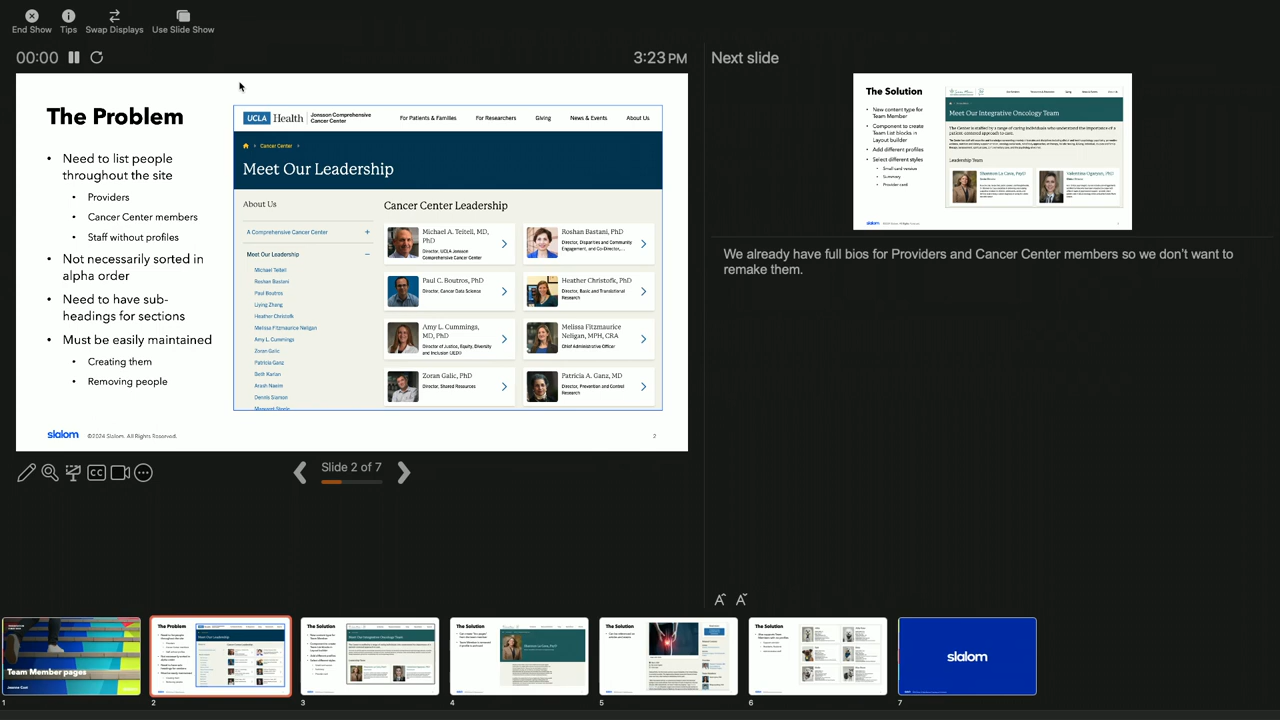 End Show
Tips
Swap Displays
Use Slide Show
00:00
3:23 PM
Next slide
The Problem
• Need to list people
throughout the site
• Providers
• Cancer Center members
• Staff without profiles
• Not necessarily sorted in
alpha order
• Need to have sub-
headings for sections
• Must be easily maintained
• Creating them
• Removing people
UCLA Health
Jonsson Comprehensive
Cancer Center
For Patients & Families
For Researchers
Giving
News & Events
About Us
Cancer Center
Meet Our Leadership
About Us
A Comprehensive Cancer Center +
Meet Our Leadership −
Michael Teitell
Roshan Bastani
Paul Boutros
Liying Zhang
Heather Christofk
Melissa Fitzmaurice Neligan
Amy L. Cummings
Zoran Galic
Patricia Ganz
Beth Karlan
Arash Naeim
Dennis Slamon
Cancer Center Leadership
Michael A. Teitell, MD,
PhD
Director, UCLA Jonsson
Comprehensive Cancer Center
Roshan Bastani, PhD
Director, Disparities and Community
Engagement, and Co-Director,...
Paul C. Boutros, PhD
Director, Cancer Data Science
Heather Christofk, PhD
Director, Basic and Translational
Research
Amy L. Cummings,
MD, PhD
Director of Justice, Equity, Diversity
and Inclusion (JEDI)
Melissa Fitzmaurice
Neligan, MPH, CRA
Chief Administrative Officer
Zoran Galic, PhD
Director, Shared Resources
Patricia A. Ganz, MD
Director, Prevention and Control
Research
slalom
©2024 Slalom. All Rights Reserved.
2
The Solution
• New content type for
Team Member
• Component to create
Team List blocks in
Layout builder
• Add different profiles
• Select different styles
• Small card version
• Summary
• Provider card
Meet Our Integrative Oncology Team
Leadership Team
slalom
We already have full bios for Providers and Cancer Center members so we don't want to
remake them.
CC
Slide 2 of 7
The Problem
Meet Our Leadership
The Solution
The Solution
The Solution
The Solution
slalom
1
2
3
4
5
6
7